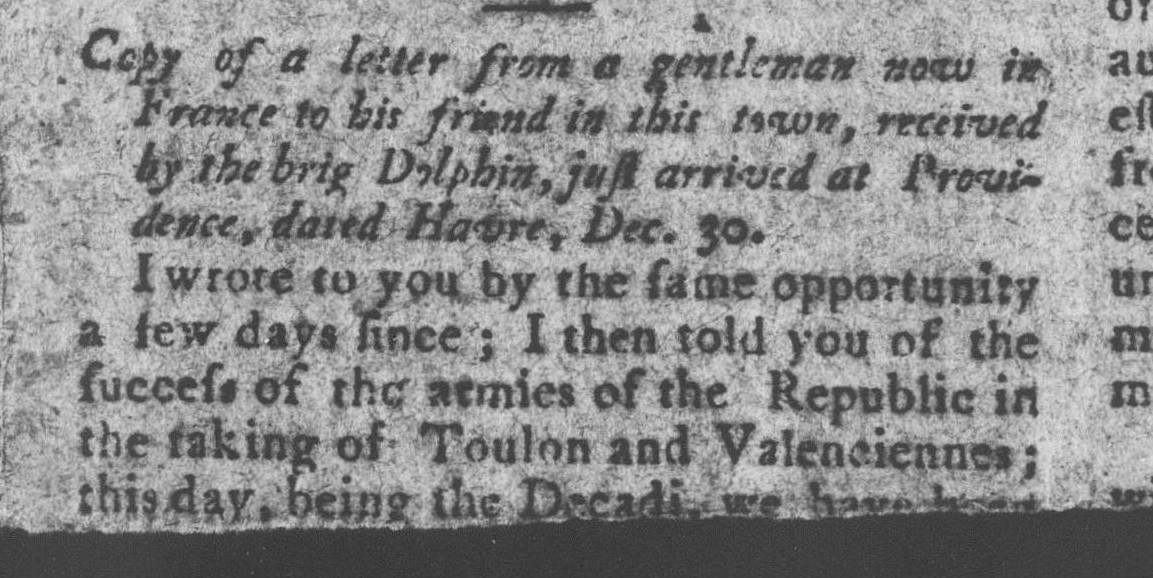 Copy of a letter from a gentleman now in
France to his friend in this town, received
by the brig Dolphin, juſt arrived at Provi-
dence, dated Havre, Dec. 30.
I wrote to you by the ſame opportunity
a few days ſince; I then told you of the
ſucceſs of the armies of the Republic in
the taking of Toulon and Valenciennes;
this day, being the Decadi, we have